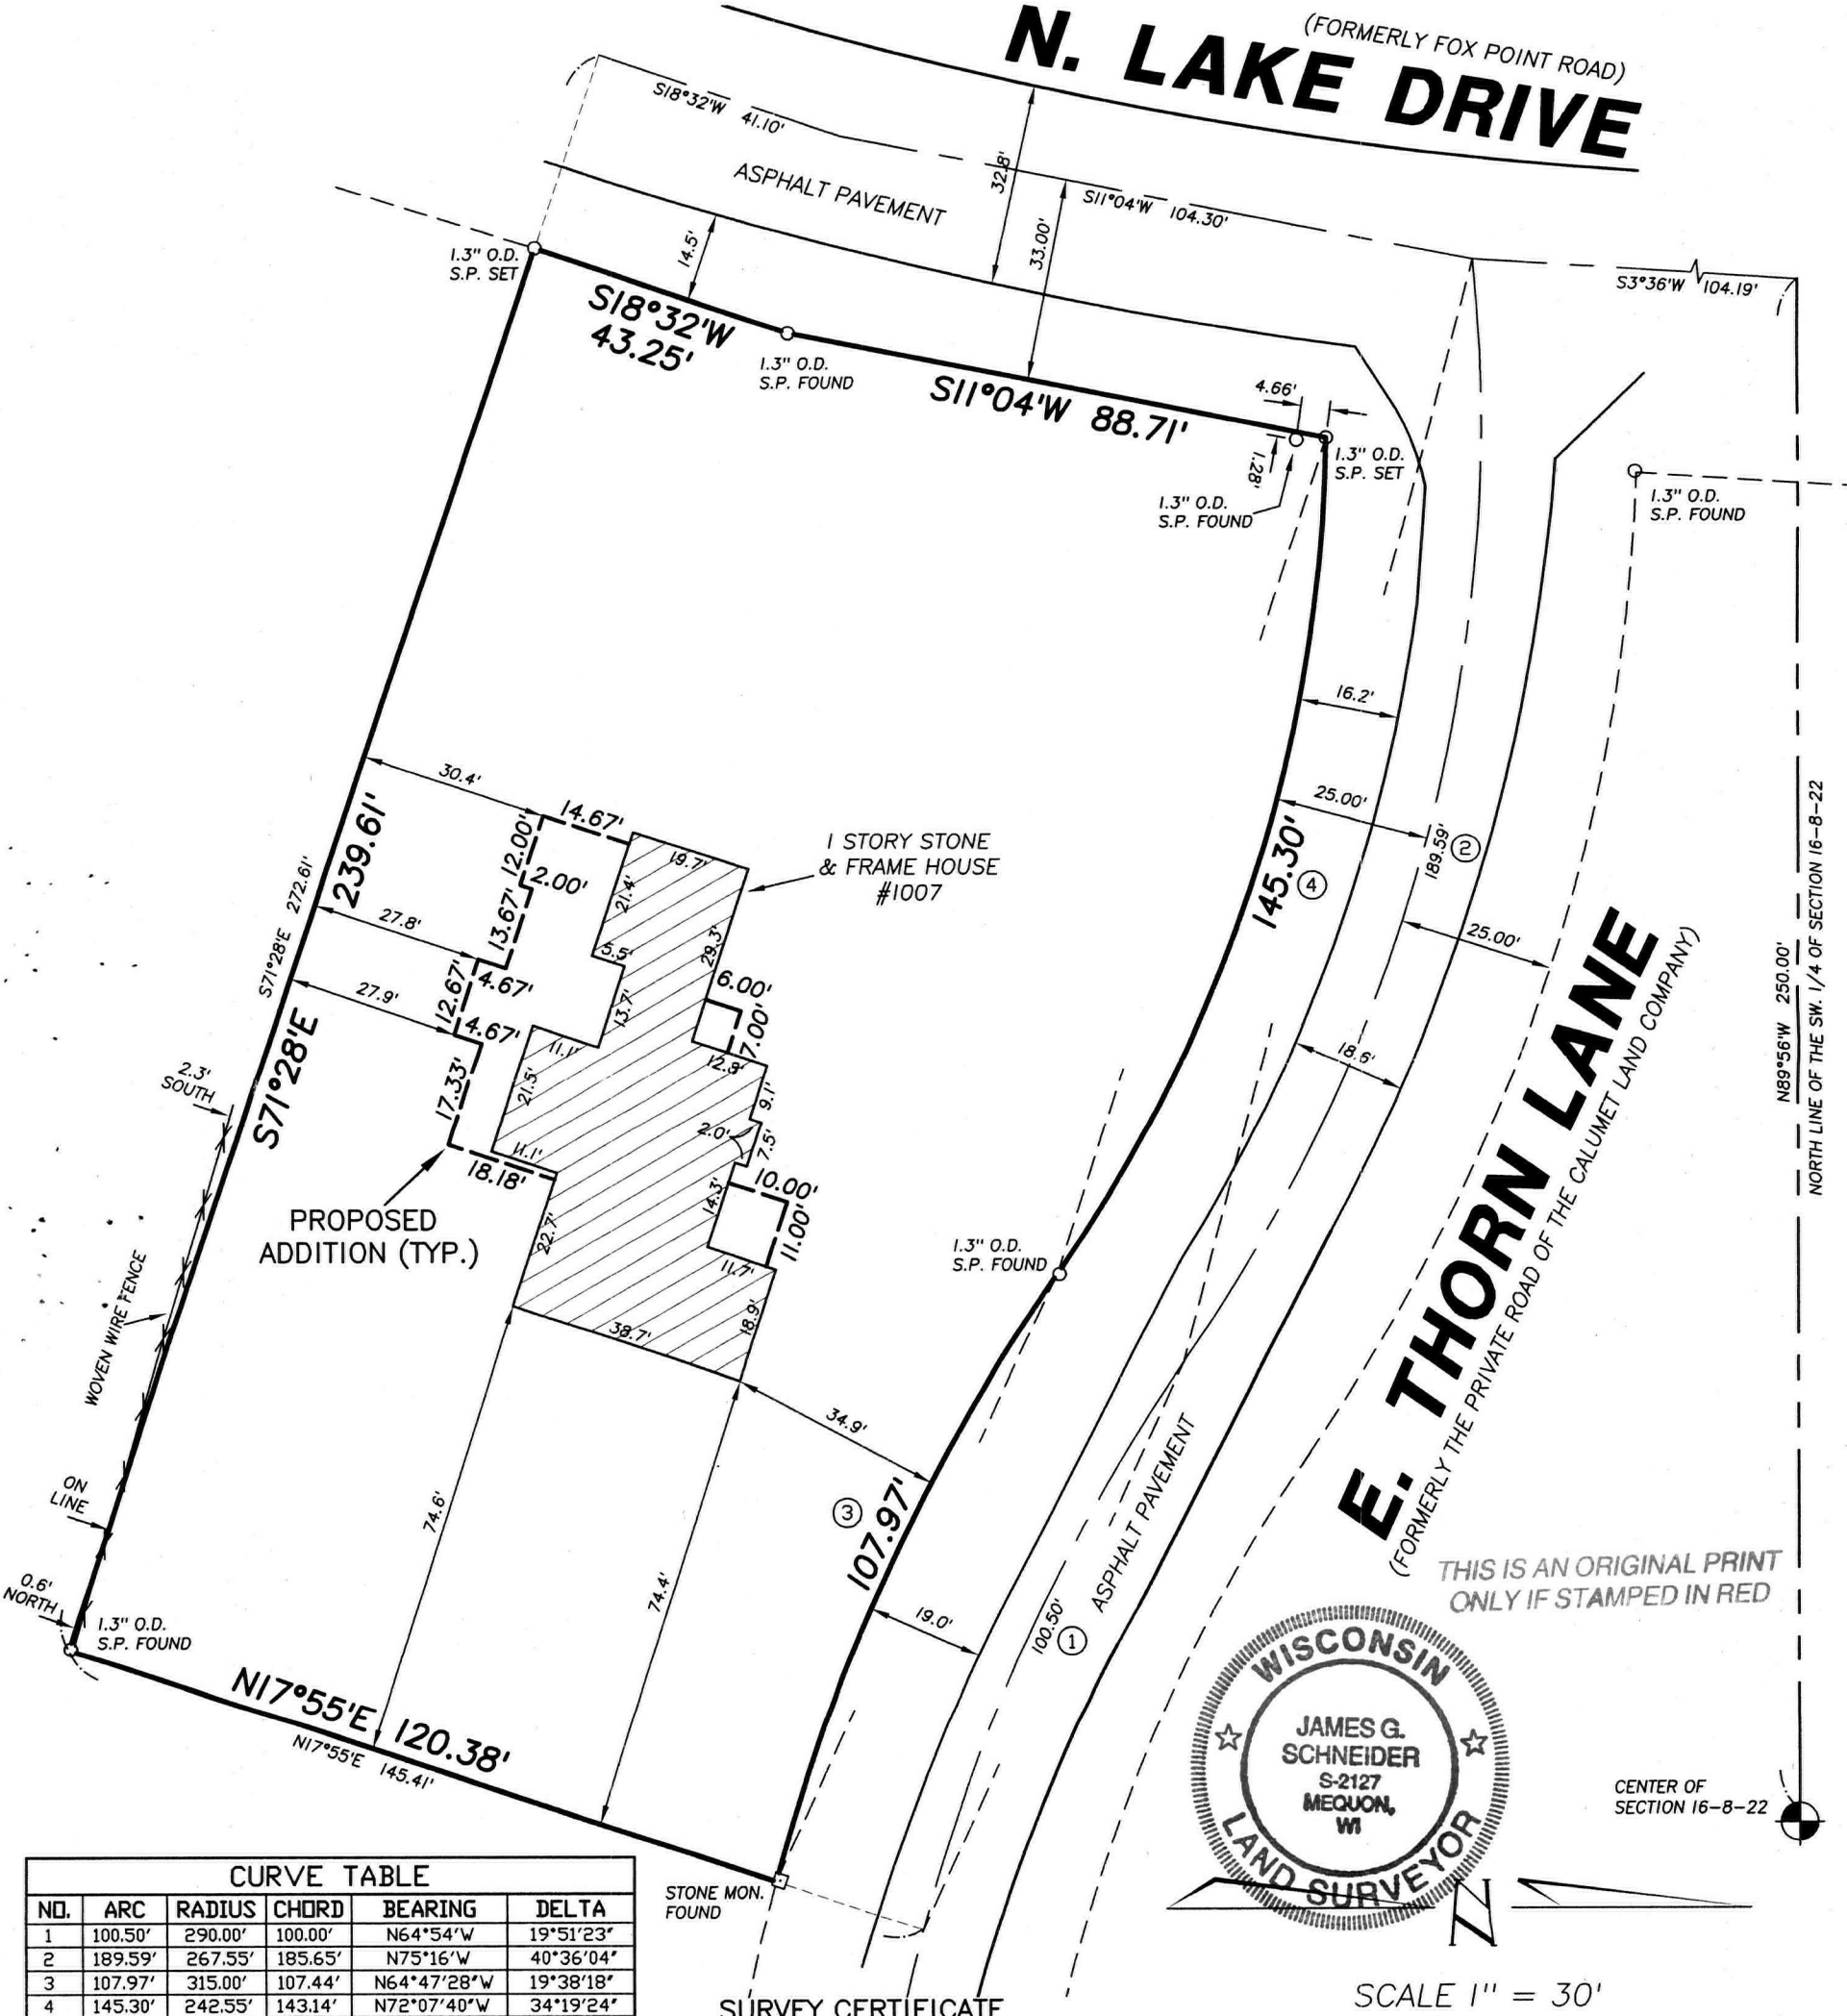 (FORMERLY FOX POINT ROAD)
N. LAKE DRIVE
S18°32'W 41.10'
ASPHALT PAVEMENT
32.8'
33.00'
S11°04'W 104.30'
S3°36'W 104.19'
14.5'
1.3" O.D.
S.P. SET
S18°32'W
43.25'
1.3" O.D.
S.P. FOUND
S11°04'W 88.71'
4.66'
1.28'
1.3" O.D.
S.P. SET
1.3" O.D.
S.P. FOUND
1.3" O.D.
S.P. FOUND
16.2'
25.00'
189.59'
2
145.30'
4
25.00'
18.6'
N89°56'W 250.00'
NORTH LINE OF THE SW. 1/4 OF SECTION 16-8-22
30.4'
14.67'
12.00'
2.00'
13.67'
27.8'
4.67'
12.67'
27.9'
4.67'
17.33'
18.18'
239.61'
S71°28'E 272.61'
S71°28'E
1 STORY STONE
& FRAME HOUSE
#1007
19.7'
21.4'
5.5'
29.3'
13.7'
6.00'
7.00'
11.1'
12.8'
21.5'
9.1'
2.0'
7.5'
11.1'
10.00'
14.3'
11.00'
22.7'
11.7'
18.9'
38.7'
2.3'
SOUTH
PROPOSED
ADDITION (TYP.)
WOVEN WIRE FENCE
1.3" O.D.
S.P. FOUND
E. THORN LANE
(FORMERLY THE PRIVATE ROAD OF THE CALUMET LAND COMPANY)
34.9'
74.6'
74.4'
3
107.97'
ON
LINE
0.6'
NORTH
1.3" O.D.
S.P. FOUND
19.0'
100.50'
1
ASPHALT PAVEMENT
N17°55'E 120.38'
N17°55'E 145.41'
THIS IS AN ORIGINAL PRINT
ONLY IF STAMPED IN RED
WISCONSIN
JAMES G.
SCHNEIDER
S-2127
MEQUON,
WI
LAND SURVEYOR
CENTER OF
SECTION 16-8-22
STONE MON.
FOUND
N
SCALE 1" = 30'
CURVE TABLE
NO. ARC RADIUS CHORD BEARING DELTA
1 100.50' 290.00' 100.00' N64°54'W 19°51'23"
2 189.59' 267.55' 185.65' N75°16'W 40°36'04"
3 107.97' 315.00' 107.44' N64°47'28"W 19°38'18"
4 145.30' 242.55' 143.14' N72°07'40"W 34°19'24"
SURVEY CERTIFICATE